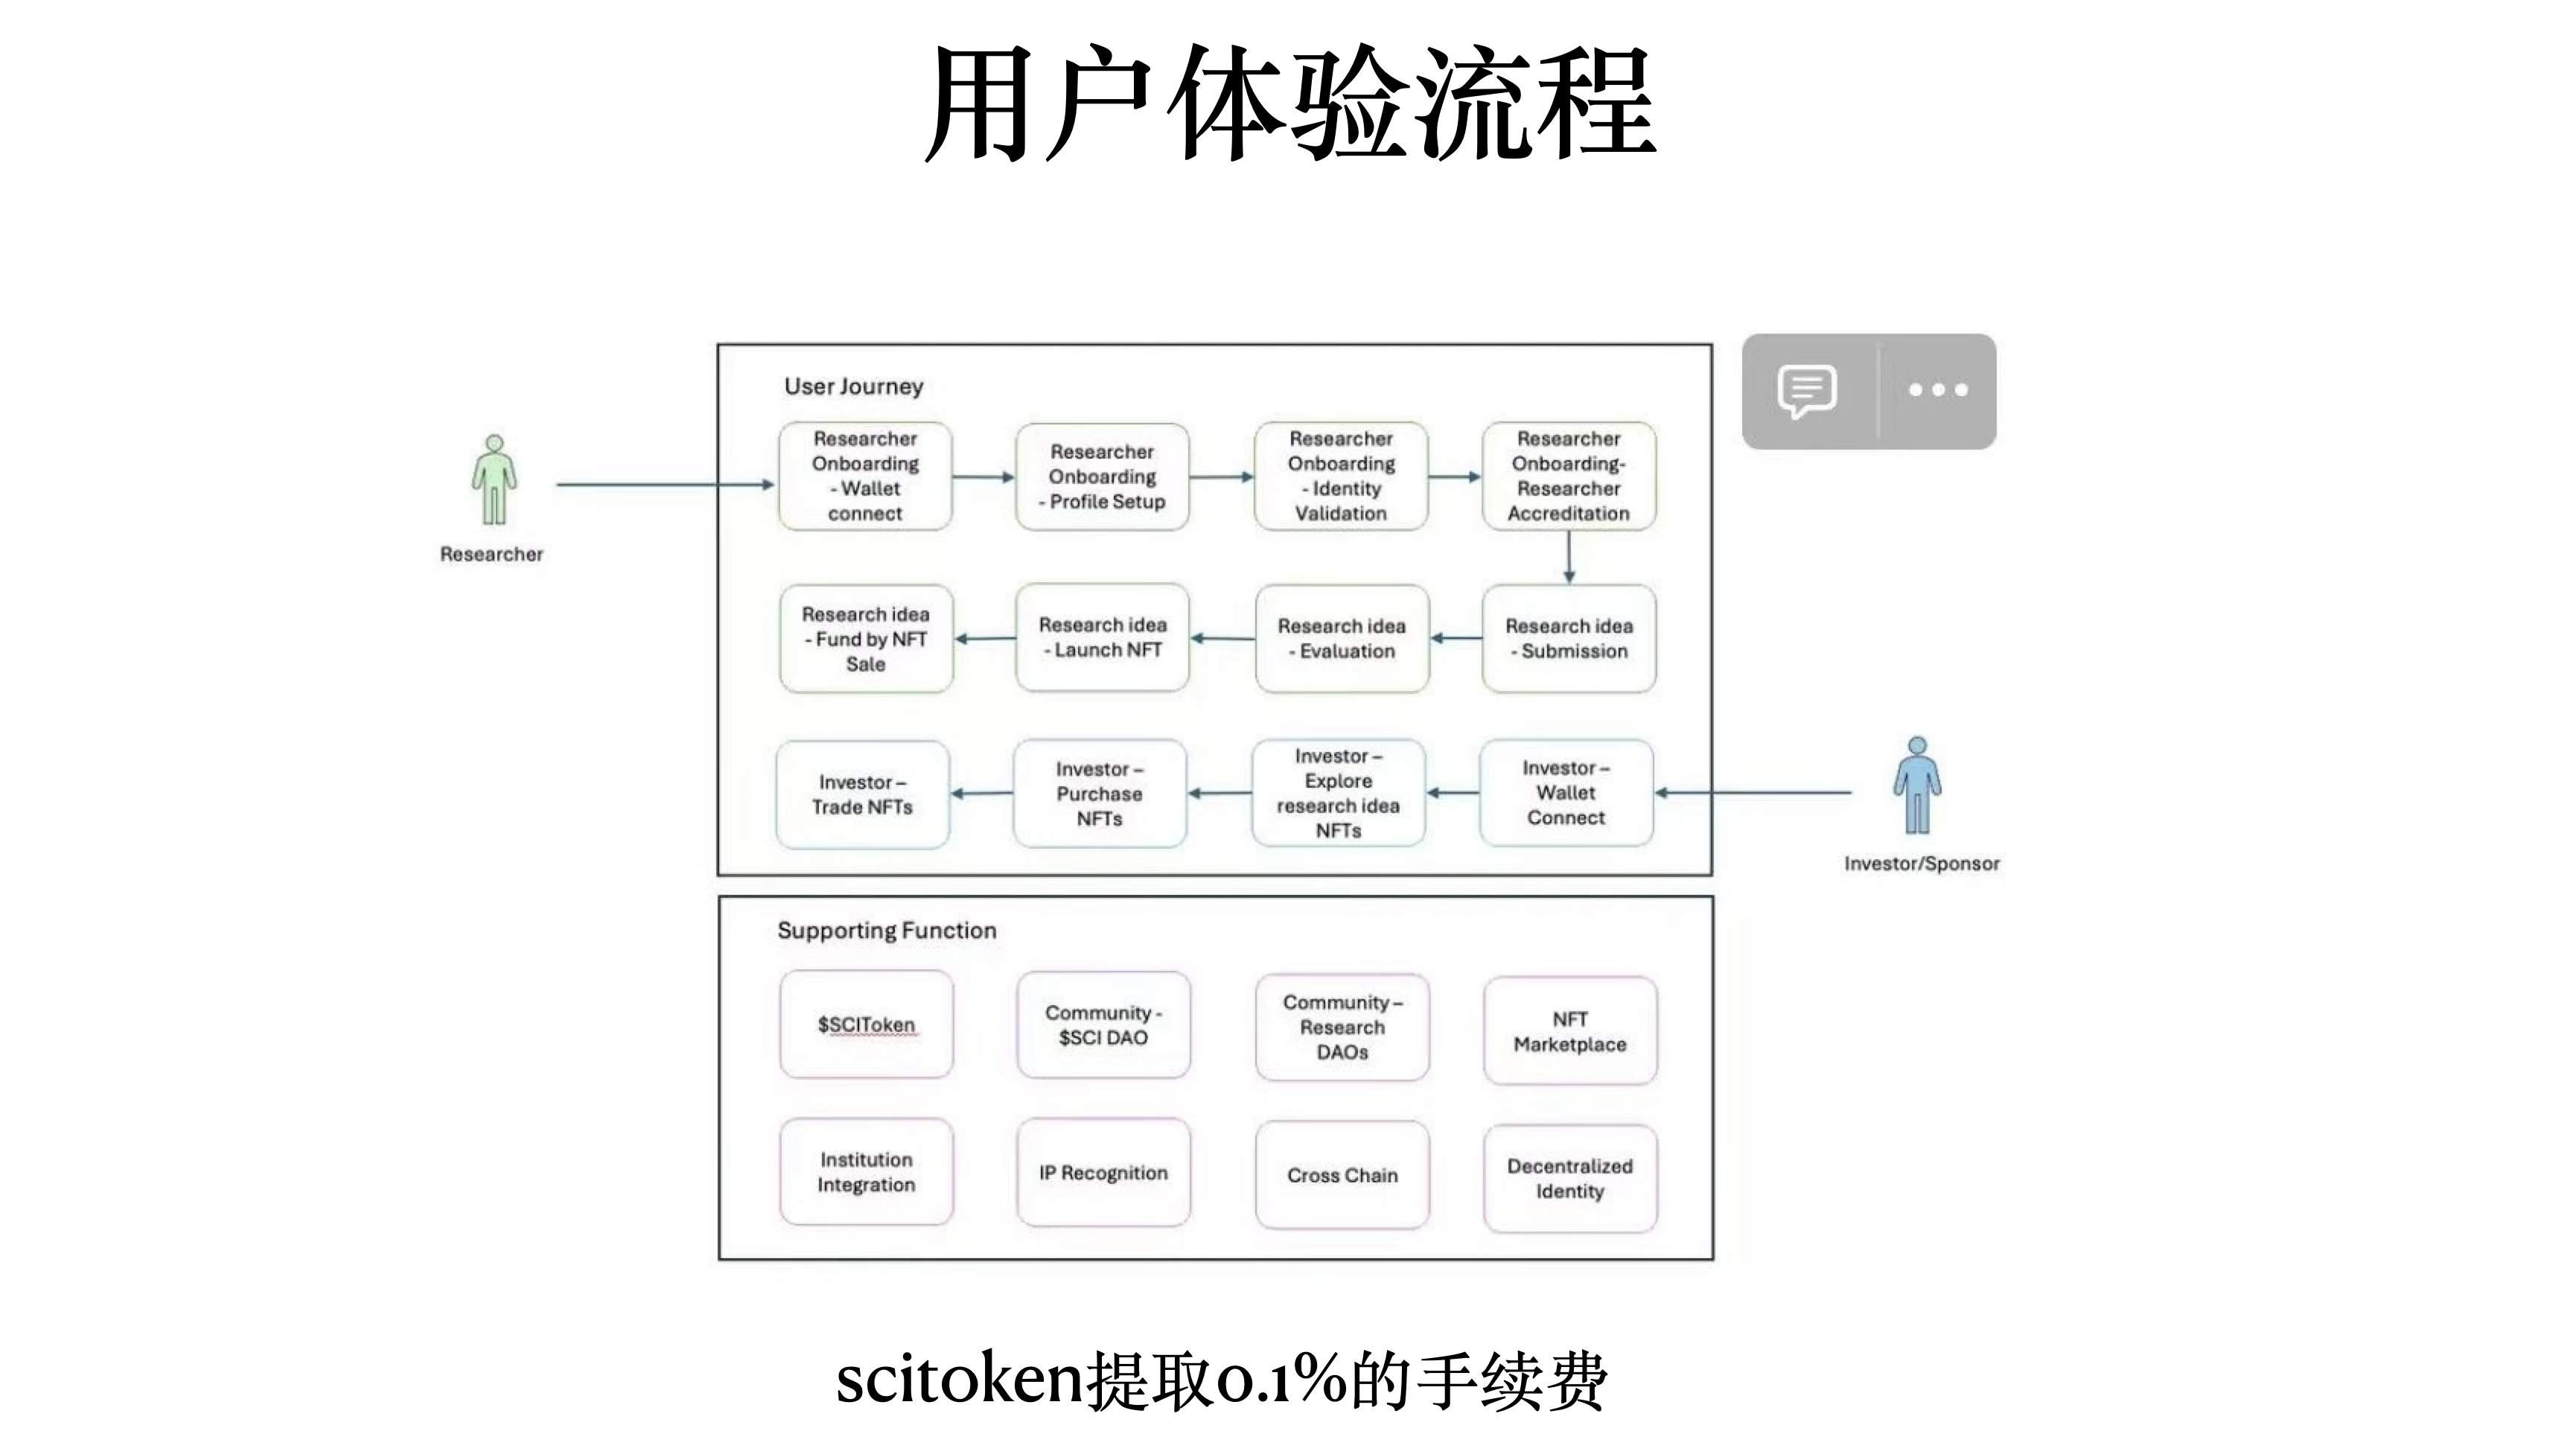 用户体验流程
User Journey
Researcher
Onboarding
- Wallet
connect
Researcher
Onboarding
- Profile Setup
Researcher
Onboarding
- Identity
Validation
Researcher
Onboarding-
Researcher
Accreditation
Researcher
Research idea
- Fund by NFT
Sale
Research idea
- Launch NFT
Research idea
- Evaluation
Research idea
- Submission
Investor –
Trade NFTs
Investor –
Purchase
NFTs
Investor –
Explore
research idea
NFTs
Investor –
Wallet
Connect
Investor/Sponsor
Supporting Function
$SCIToken
Community -
$SCI DAO
Community –
Research
DAOs
NFT
Marketplace
Institution
Integration
IP Recognition
Cross Chain
Decentralized
Identity
scitoken提取0.1%的手续费